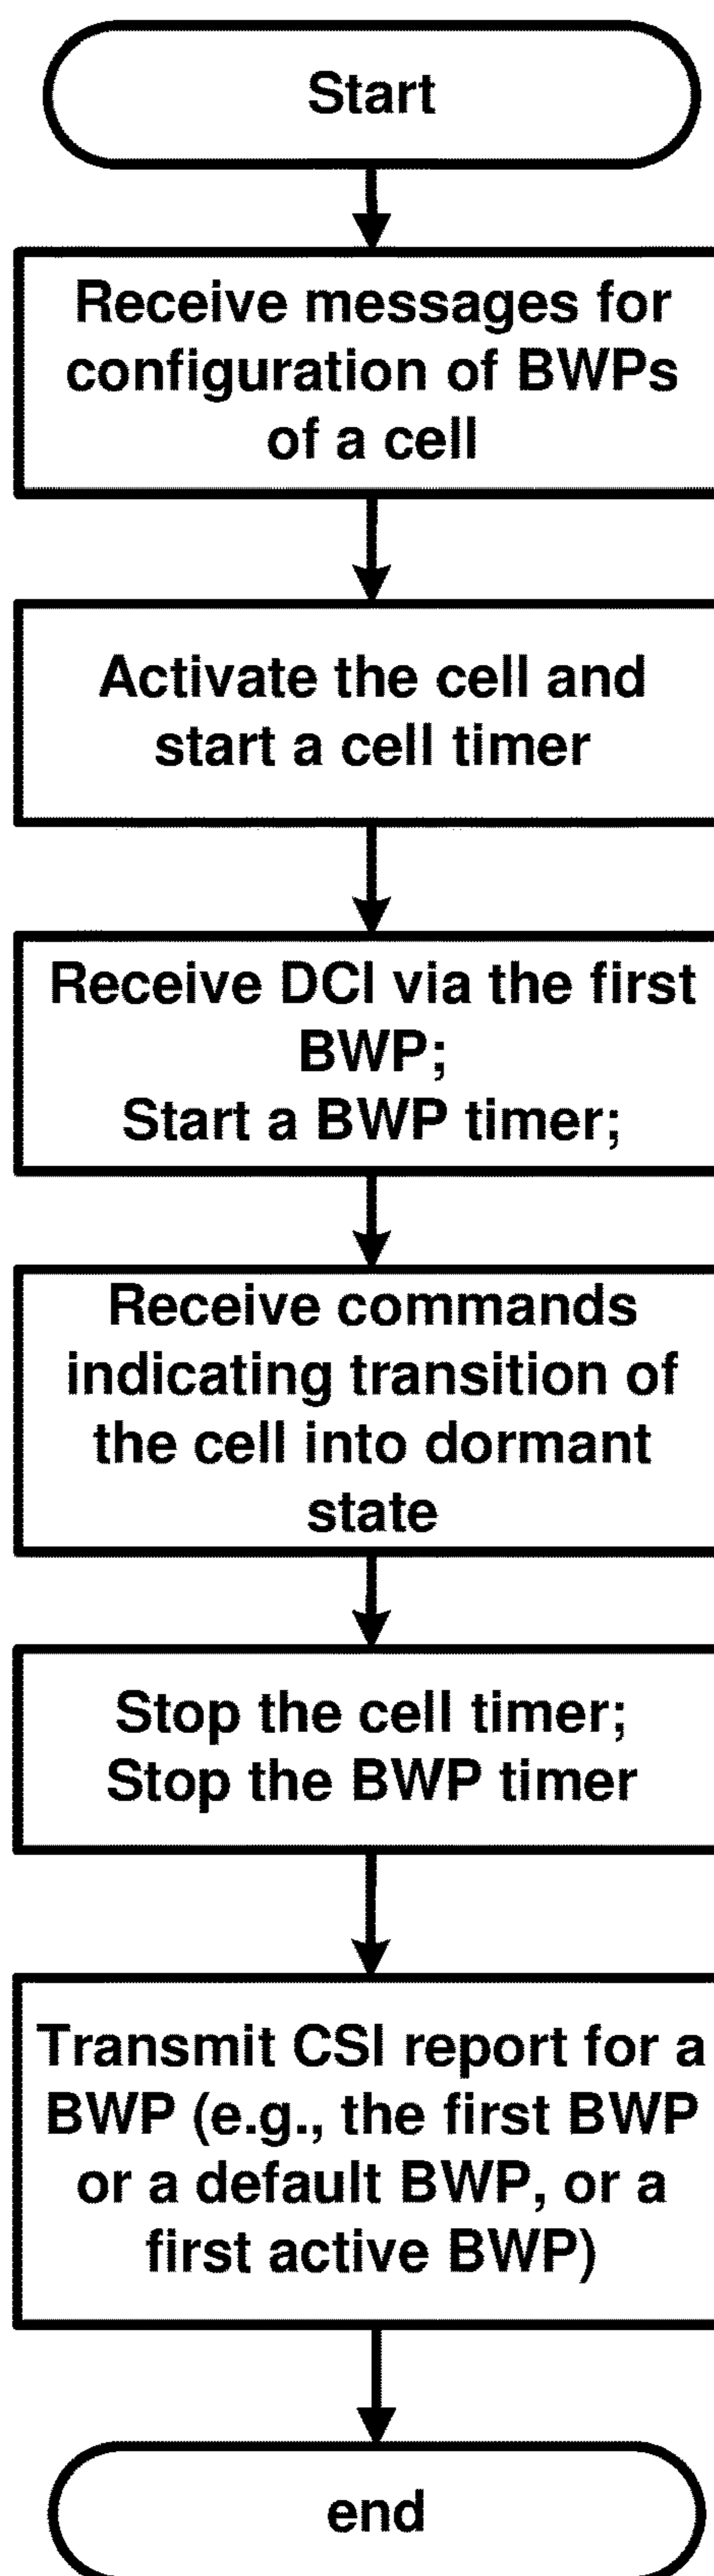 Start
Receive messages for
configuration of BWPs
of a cell
Activate the cell and
start a cell timer
Receive DCI via the first
BWP;
Start a BWP timer;
Receive commands
indicating transition of
the cell into dormant
state
Stop the cell timer;
Stop the BWP timer
Transmit CSI report for a
BWP (e.g., the first BWP
or a default BWP, or a
first active BWP)
end